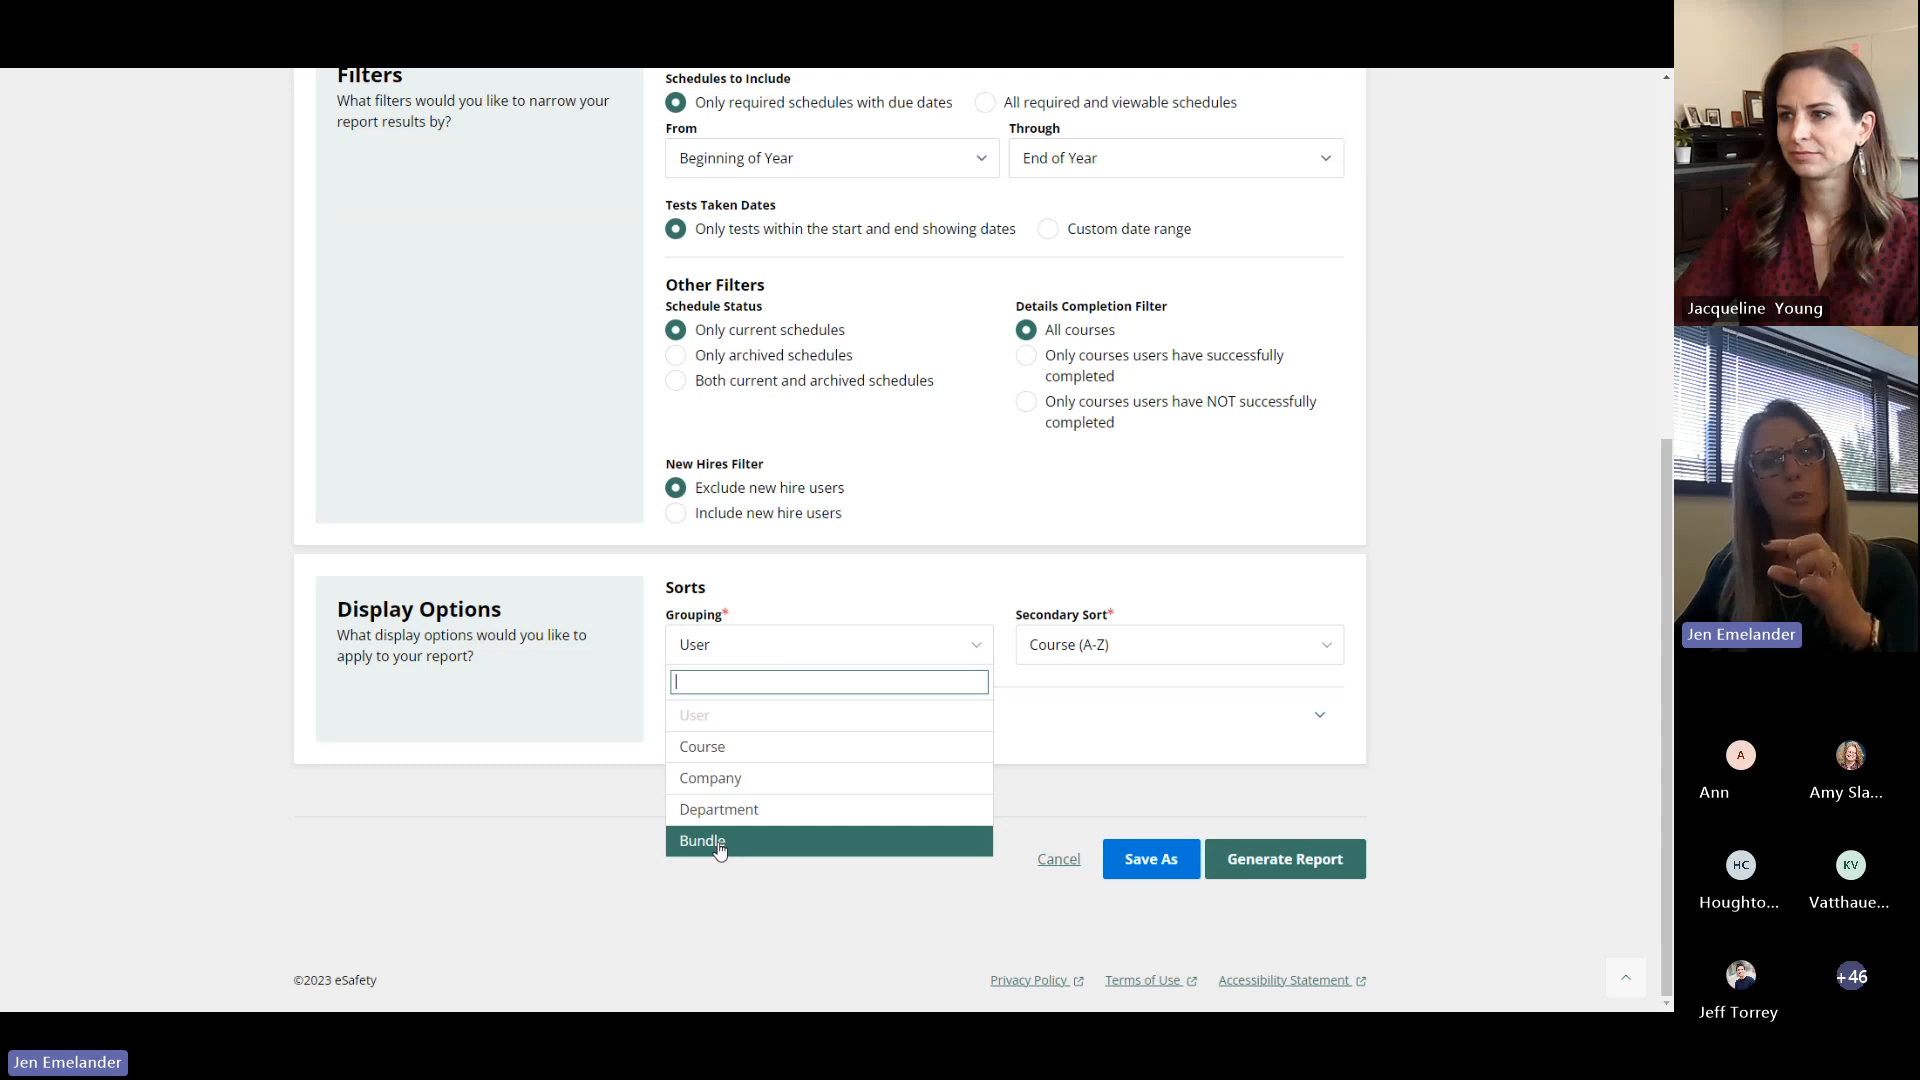 Filters
What filters would you like to narrow your
report results by?
Schedules to Include
Only required schedules with due dates
All required and viewable schedules
From
Through
Beginning of Year
End of Year
Tests Taken Dates
Only tests within the start and end showing dates
Custom date range
Other Filters
Schedule Status
Only current schedules
Only archived schedules
Both current and archived schedules
Details Completion Filter
All courses
Only courses users have successfully
completed
Only courses users have NOT successfully
completed
New Hires Filter
Exclude new hire users
Include new hire users
Display Options
What display options would you like to
apply to your report?
Sorts
Grouping*
Secondary Sort*
User
Course (A-Z)
User
Course
Company
Department
Bundle
Cancel
Save As
Generate Report
©2023 eSafety
Privacy Policy
Terms of Use
Accessibility Statement
Jacqueline Young
Jen Emelander
A
Ann
Amy Sla...
HC
Houghto...
KV
Vatthaue...
Jeff Torrey
+46
Jen Emelander